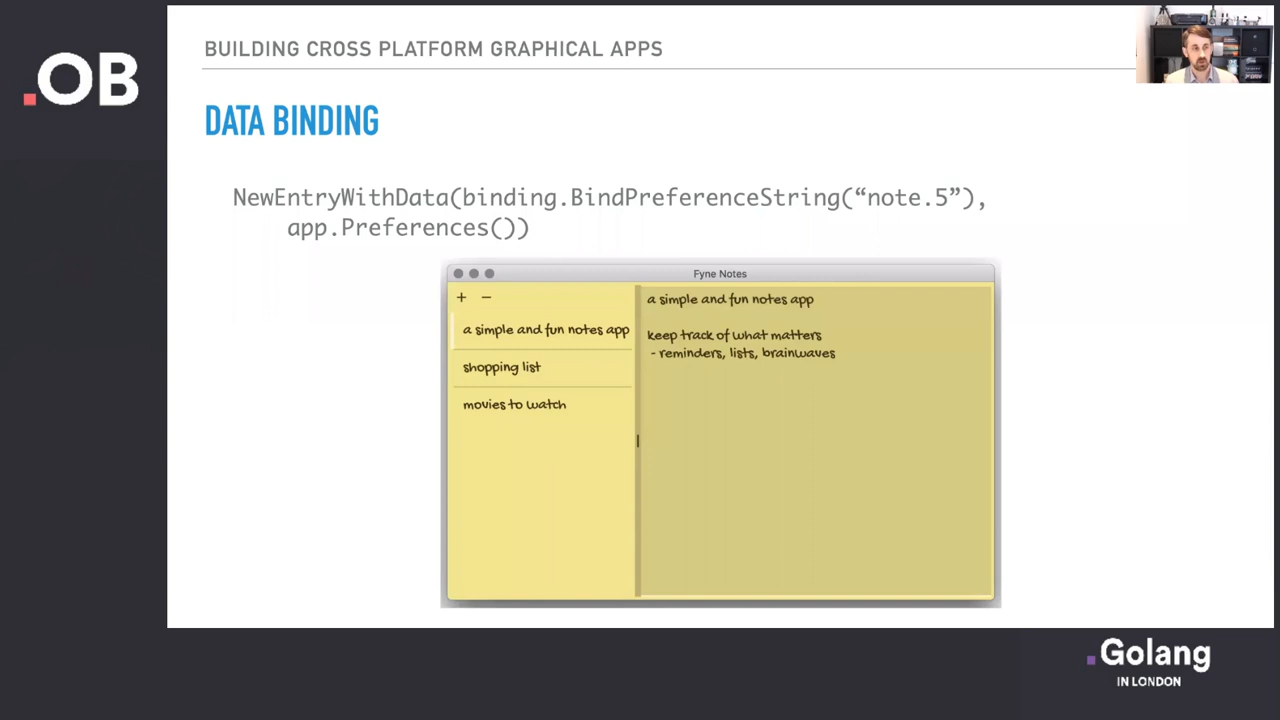 .OB
BUILDING CROSS PLATFORM GRAPHICAL APPS
DATA BINDING
NewEntryWithData(binding.BindPreferenceString(“note.5”),
app.Preferences())
Fyne Notes
+ −
a simple and fun notes app
shopping list
movies to watch
a simple and fun notes app
keep track of what matters
- reminders, lists, brainwaves
.Golang
IN LONDON